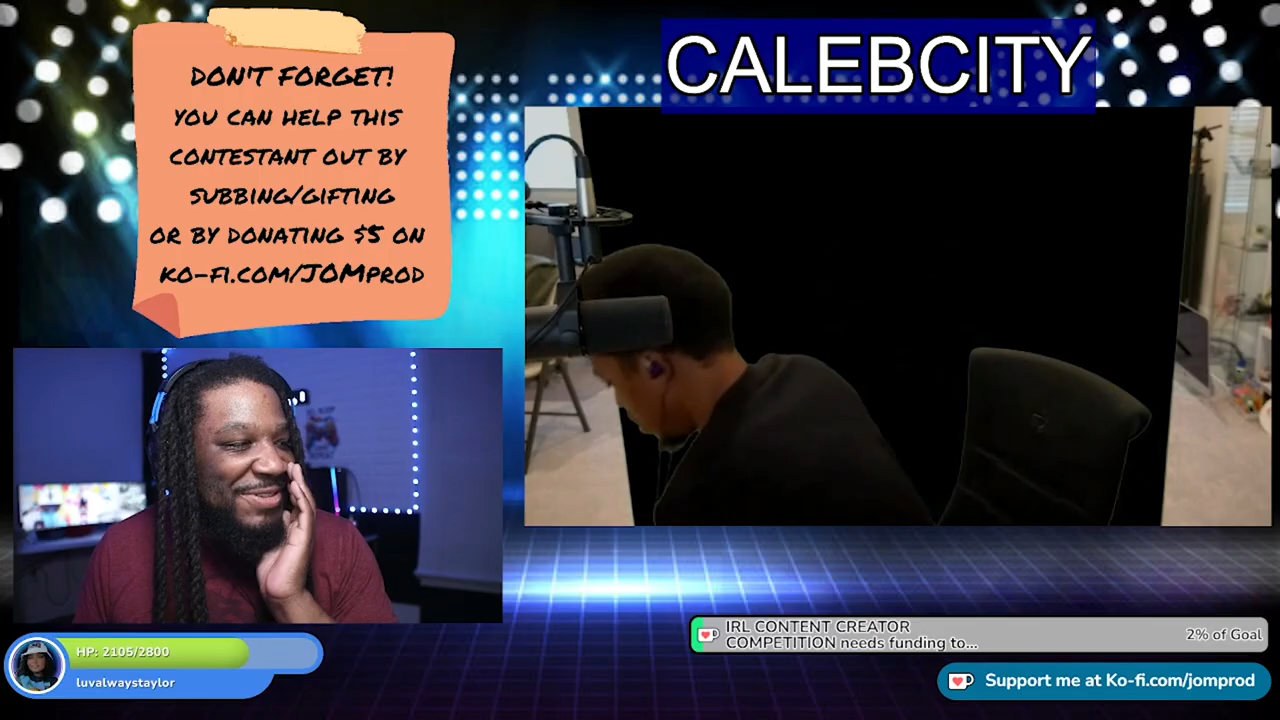 DON'T FORGET!
YOU CAN HELP THIS
CONTESTANT OUT BY
SUBBING/GIFTING
OR BY DONATING $5 ON
KO-FI.COM/JOMPROD
CALEBCITY
HP: 2105/2800
luvalwaystaylor
IRL CONTENT CREATOR
COMPETITION needs funding to...
2% of Goal
Support me at Ko-fi.com/jomprod